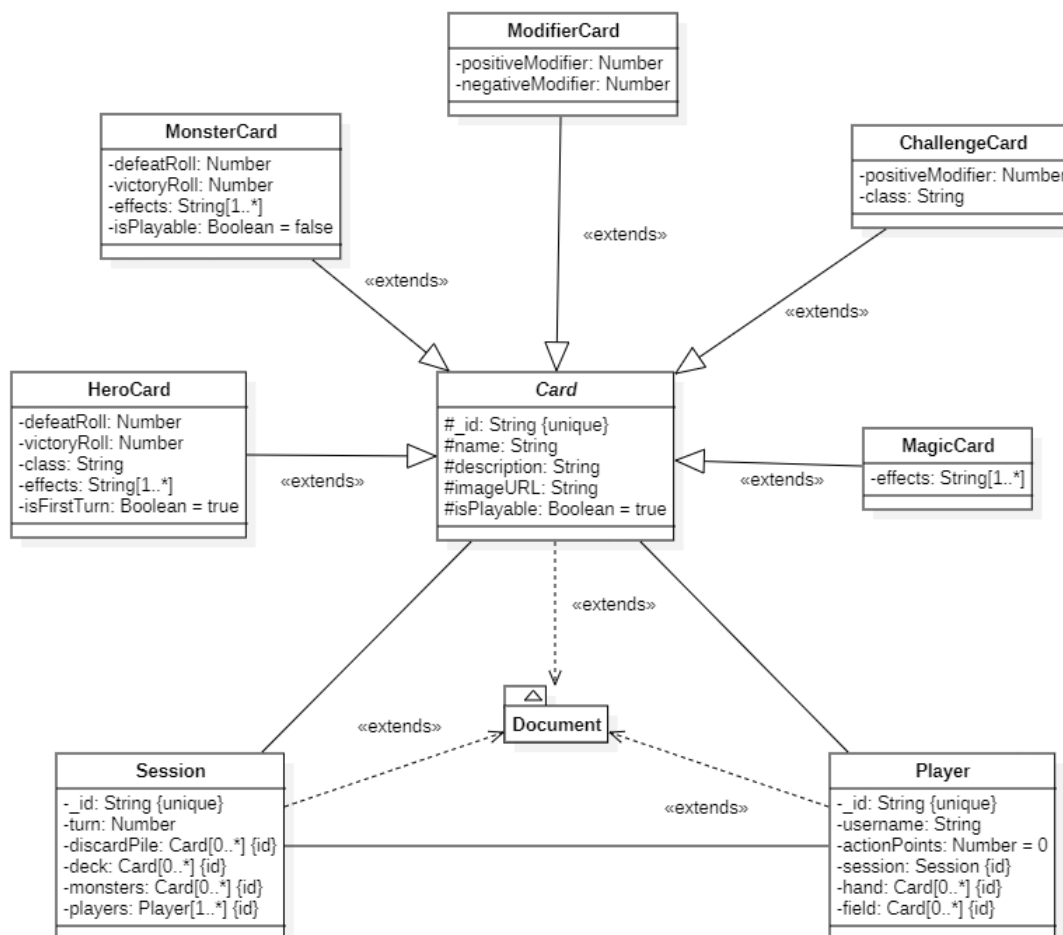 ModifierCard
-positiveModifier: Number
-negativeModifier: Number
MonsterCard
-defeatRoll: Number
-victoryRoll: Number
-effects: String[1..*]
-isPlayable: Boolean = false
ChallengeCard
-positiveModifier: Number
-class: String
«extends»
«extends»
«extends»
HeroCard
-defeatRoll: Number
-victoryRoll: Number
-class: String
-effects: String[1..*]
-isFirstTurn: Boolean = true
«extends»
Card
#_id: String {unique}
#name: String
#description: String
#imageURL: String
#isPlayable: Boolean = true
MagicCard
-effects: String[1..*]
«extends»
«extends»
Document
«extends»
«extends»
Session
-_id: String {unique}
-turn: Number
-discardPile: Card[0..*] {id}
-deck: Card[0..*] {id}
-monsters: Card[0..*] {id}
-players: Player[1..*] {id}
Player
-_id: String {unique}
-username: String
-actionPoints: Number = 0
-session: Session {id}
-hand: Card[0..*] {id}
-field: Card[0..*] {id}